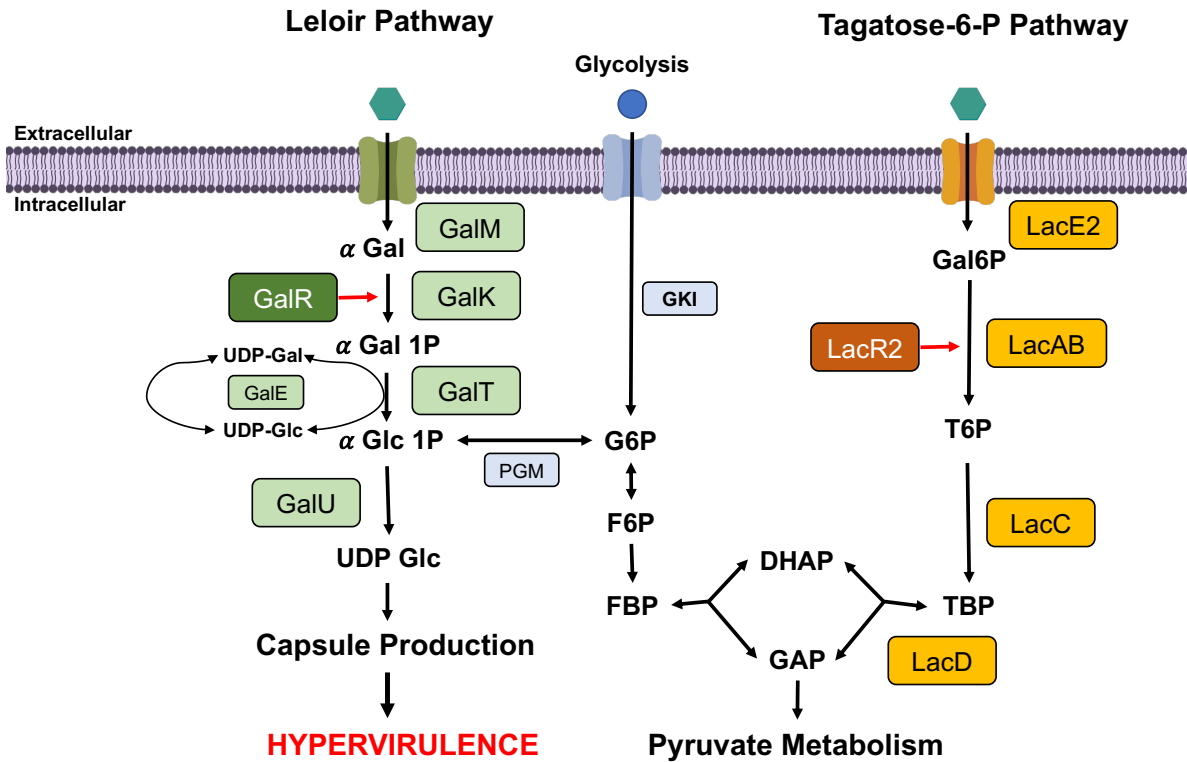 Leloir Pathway
Tagatose-6-P Pathway
Glycolysis
Extracellular
Intracellular
GalM
LacE2
α Gal
Gal6P
GalR
GalK
GKI
LacR2
LacAB
α Gal 1P
UDP-Gal
GalE
GalT
UDP-Glc
α Glc 1P
G6P
T6P
PGM
GalU
F6P
LacC
UDP Glc
DHAP
FBP
TBP
Capsule Production
GAP
LacD
HYPERVIRULENCE
Pyruvate Metabolism